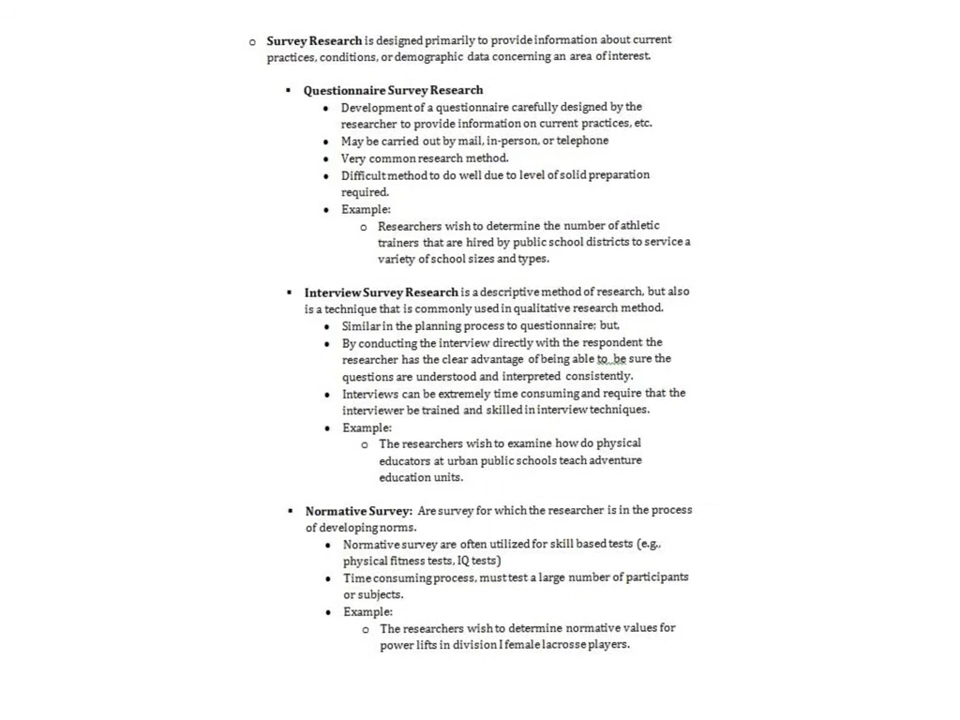 o Survey Research is designed primarily to provide information about current
practices, conditions, or demographic data concerning an area of interest.
▪ Questionnaire Survey Research
• Development of a questionnaire carefully designed by the
researcher to provide information on current practices, etc.
• May be carried out by mail, in-person, or telephone
• Very common research method.
• Difficult method to do well due to level of solid preparation
required.
• Example:
o Researchers wish to determine the number of athletic
trainers that are hired by public school districts to service a
variety of school sizes and types.
▪ Interview Survey Research is a descriptive method of research, but also
is a technique that is commonly used in qualitative research method.
• Similar in the planning process to questionnaire; but,
• By conducting the interview directly with the respondent the
researcher has the clear advantage of being able to be sure the
questions are understood and interpreted consistently.
• Interviews can be extremely time consuming and require that the
interviewer be trained and skilled in interview techniques.
• Example:
o The researchers wish to examine how do physical
educators at urban public schools teach adventure
education units.
▪ Normative Survey: Are survey for which the researcher is in the process
of developing norms.
• Normative survey are often utilized for skill based tests (e.g.,
physical fitness tests, IQ tests)
• Time consuming process, must test a large number of participants
or subjects.
• Example:
o The researchers wish to determine normative values for
power lifts in division I female lacrosse players.